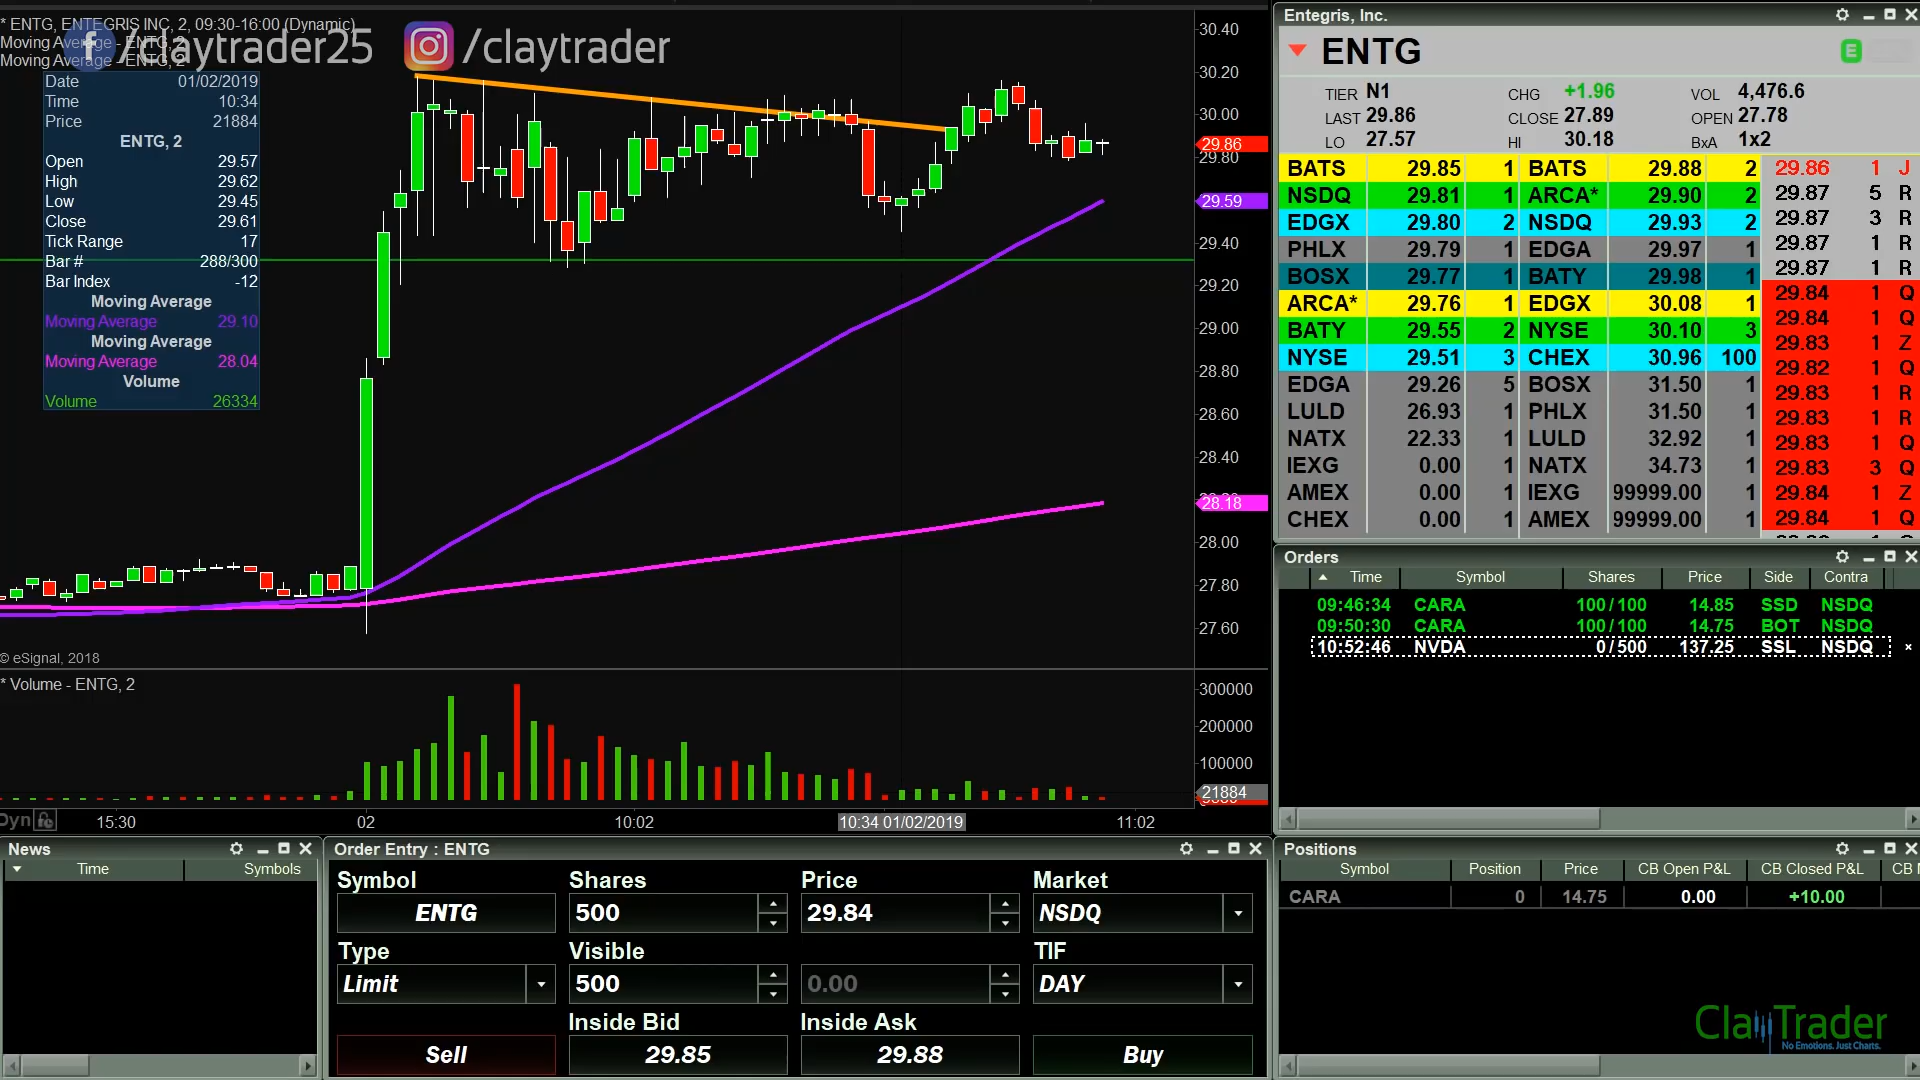 * ENTG, ENTEGRIS INC, 2, 09:30-16:00 (Dynamic)
Moving Average - ENTG, 2
Moving Average - ENTG, 2
/claytrader25
/claytrader
Date 01/02/2019
Time 10:34
Price 21884
ENTG, 2
Open 29.57
High 29.62
Low 29.45
Close 29.61
Tick Range 17
Bar # 288/300
Bar Index -12
Moving Average
Moving Average 29.10
Moving Average
Moving Average 28.04
Volume
Volume 26334
30.40
30.20
30.00
29.86
29.80
29.59
29.40
29.20
29.00
28.80
28.60
28.40
28.18
28.00
27.80
27.60
© eSignal, 2018
* Volume - ENTG, 2
300000
200000
100000
21884
Dyn
15:30 02 10:02 10:34 01/02/2019 11:02
Entegris, Inc.
ENTG
E
TIER N1 CHG +1.96 VOL 4,476.6
LAST 29.86 CLOSE 27.89 OPEN 27.78
LO 27.57 HI 30.18 BxA 1x2
BATS 29.85 1 BATS 29.88 2
NSDQ 29.81 1 ARCA* 29.90 2
EDGX 29.80 2 NSDQ 29.93 2
PHLX 29.79 1 EDGA 29.97 1
BOSX 29.77 1 BATY 29.98 1
ARCA* 29.76 1 EDGX 30.08 1
BATY 29.55 2 NYSE 30.10 3
NYSE 29.51 3 CHEX 30.96 100
EDGA 29.26 5 BOSX 31.50 1
LULD 26.93 1 PHLX 31.50 1
NATX 22.33 1 LULD 32.92 1
IEXG 0.00 1 NATX 34.73 1
AMEX 0.00 1 IEXG 99999.00 1
CHEX 0.00 1 AMEX 99999.00 1
29.86 1 J
29.87 5 R
29.87 3 R
29.87 1 R
29.87 1 R
29.84 1 Q
29.84 1 Q
29.83 1 Z
29.82 1 Q
29.83 1 R
29.83 1 R
29.83 1 Q
29.83 3 Q
29.84 1 Z
29.84 1 Q
Orders
Time Symbol Shares Price Side Contra
09:46:34 CARA 100/100 14.85 SSD NSDQ
09:50:30 CARA 100/100 14.75 BOT NSDQ
10:52:46 NVDA 0/500 137.25 SSL NSDQ
News
Time Symbols
Order Entry : ENTG
Symbol Shares Price Market
ENTG 500 29.84 NSDQ
Type Visible TIF
Limit 500 0.00 DAY
Inside Bid Inside Ask
Sell 29.85 29.88 Buy
Positions
Symbol Position Price CB Open P&L CB Closed P&L
CARA 0 14.75 0.00 +10.00
ClayTrader
No Emotions. Just Charts.